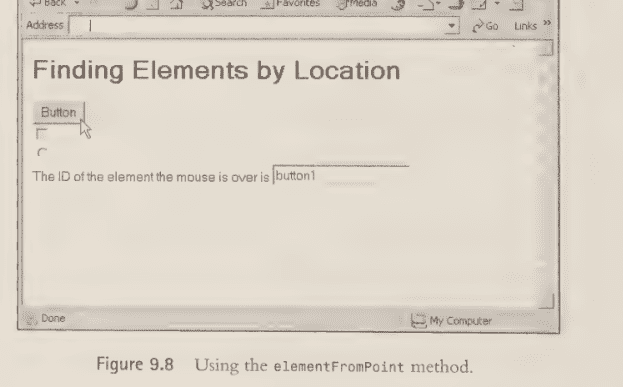 Back Search Favorites Media
Address Go Links »
Finding Elements by Location
Button
The ID of the element the mouse is over is button1
Done My Computer
Figure 9.8 Using the elementFromPoint method.